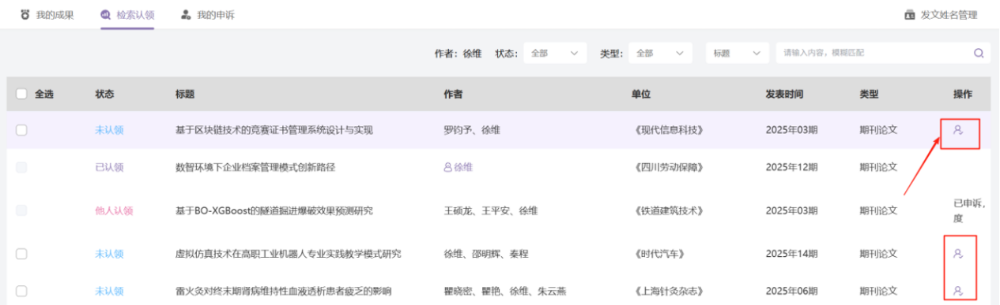 我的成果 检索认领 我的申诉 发文姓名管理
作者：徐维 状态： 全部 类型： 全部 标题 请输入内容，模糊匹配
全选 状态 标题 作者 单位 发表时间 类型 操作
未认领 基于区块链技术的竞赛证书管理系统设计与实现 罗钧予、徐维 《现代信息科技》 2025年03期 期刊论文
已认领 数智环境下企业档案管理模式创新路径 徐维 《四川劳动保障》 2025年12期 期刊论文
他人认领 基于BO-XGBoost的隧道掘进爆破效果预测研究 王硕龙、王平安、徐维 《铁道建筑技术》 2025年03期 期刊论文 已申诉,
度
未认领 虚拟仿真技术在高职工业机器人专业实践教学模式研究 徐维、邵明辉、秦程 《时代汽车》 2025年14期 期刊论文
未认领 雷火灸对终末期肾病维持性血液透析患者疲乏的影响 瞿晓密、瞿艳、徐维、朱云燕 《上海针灸杂志》 2025年06期 期刊论文